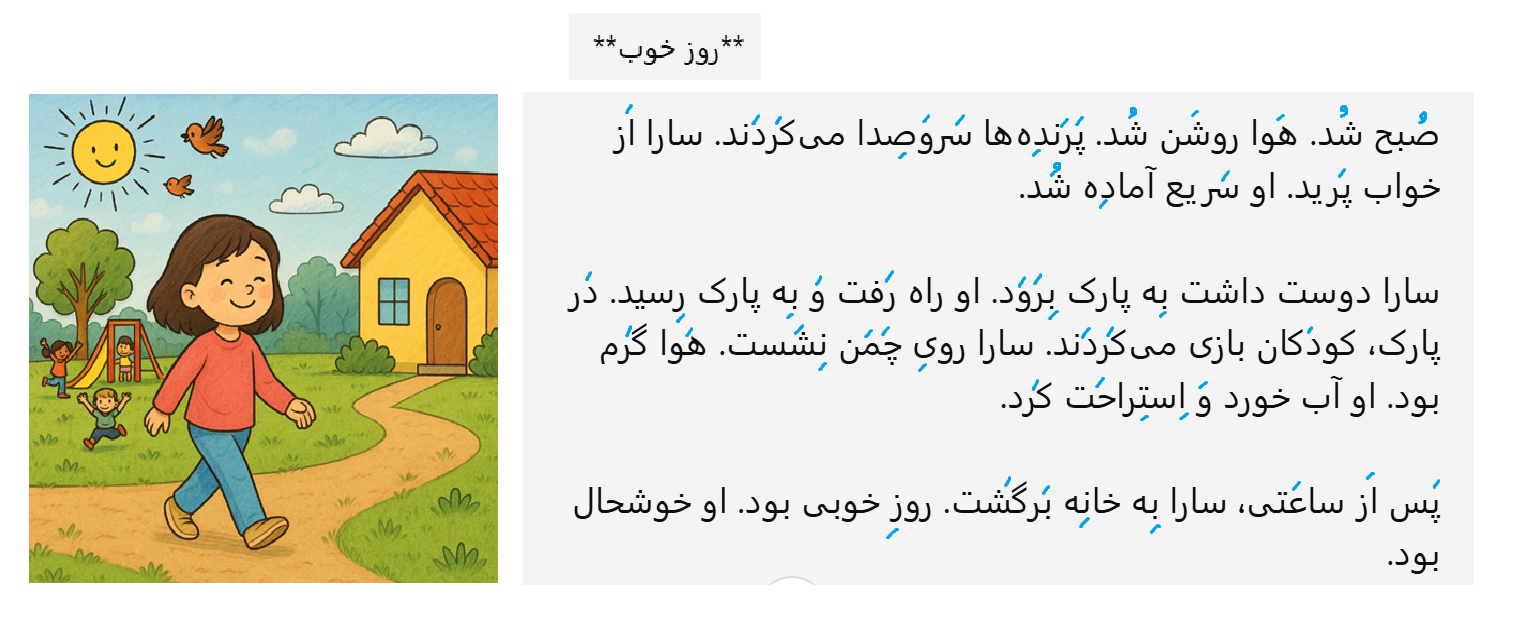 **روز خوب**
صُبح شُد. هَوا روشَن شُد. پَرَندِه‌ها سَروَصِدا می‌کَردَند. سارا اَز
خواب پَرید. او سَریع آمادِه شُد.
سارا دوست داشت بِه پارک بِرَوَد. او راه رَفت وَ بِه پارک رِسید. دَر
پارک، کودَکان بازی می‌کَردَند. سارا رویِ چَمَن نِشَست. هَوا گَرم
بود. او آب خورد وَ اِستِراحَت کَرد.
پَس اَز ساعَتی، سارا بِه خانِه بَرگَشت. روزِ خوبی بود. او خوشحال
بود.